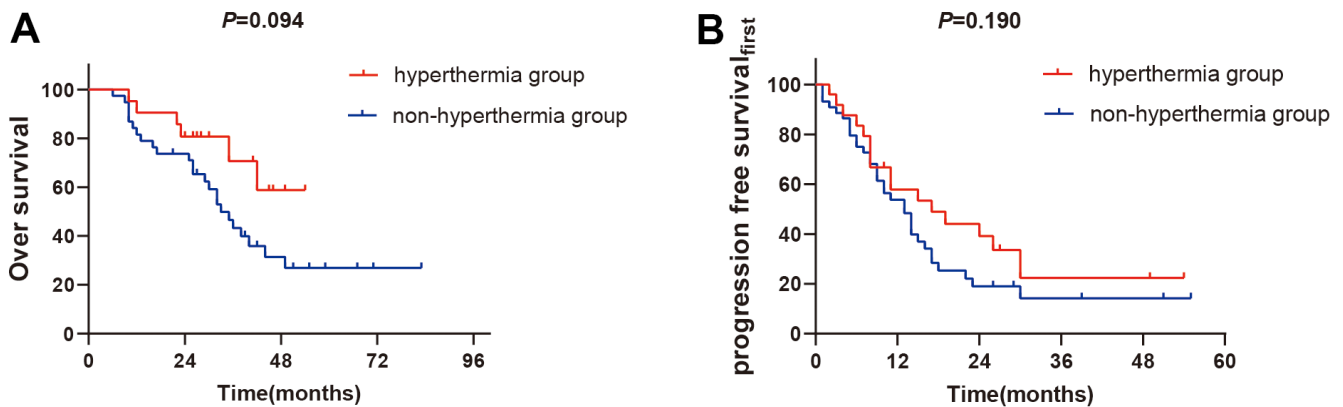 A
P=0.094
Over survival
hyperthermia group
non-hyperthermia group
100
80
60
40
20
0
0 24 48 72 96
Time(months)
B
P=0.190
progression free survival first
hyperthermia group
non-hyperthermia group
100
80
60
40
20
0
0 12 24 36 48 60
Time(months)